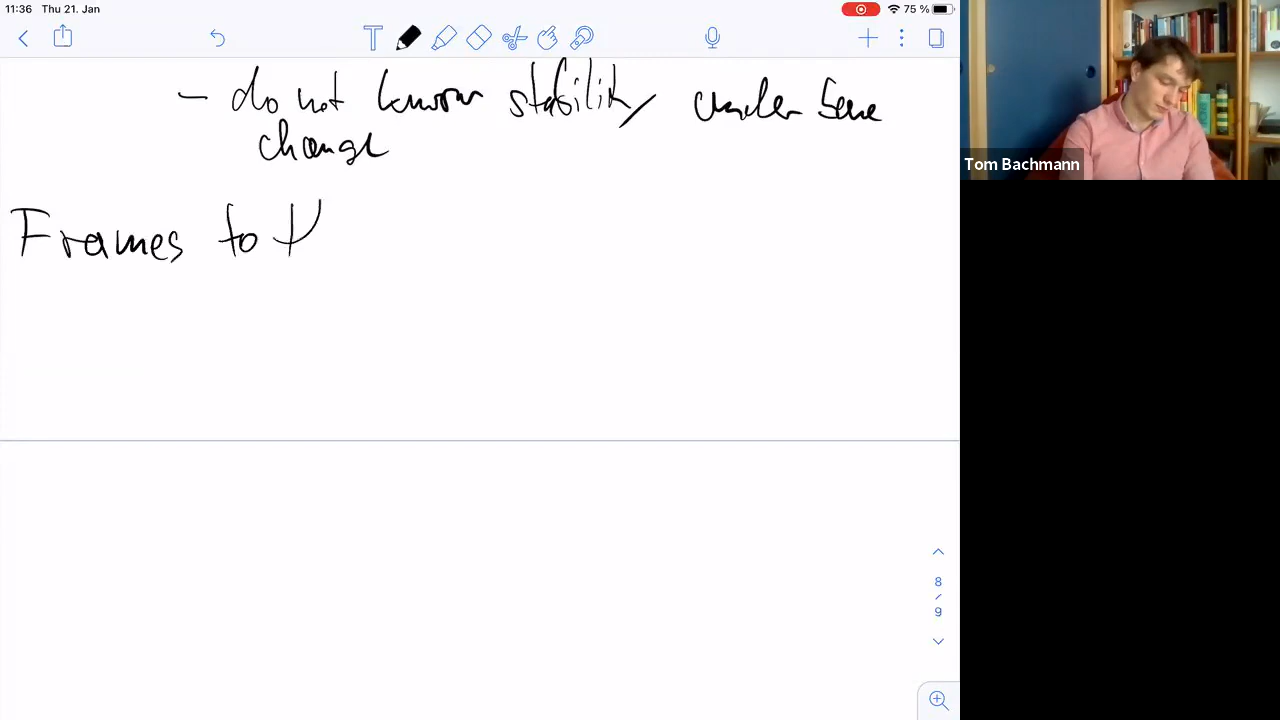 11:36 Thu 21. Jan
75 %
T
- do not know stability under base
change
Frames to
Tom Bachmann
8
/
9